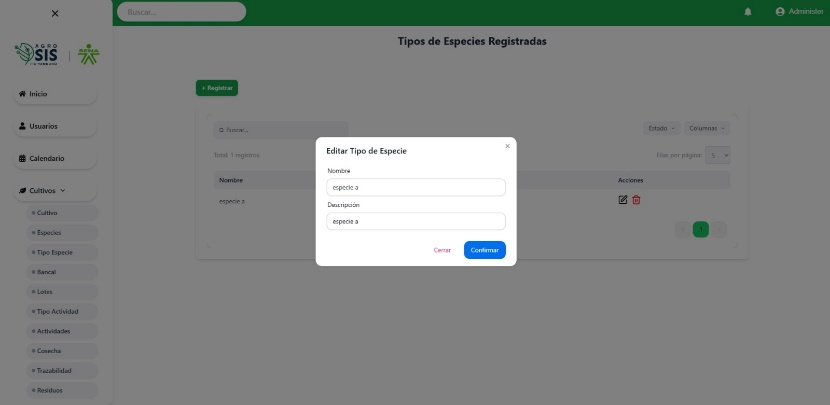 Buscar...
Administer
AGRO
SIS
sena
Inicio
Usuarios
Calendario
Cultivos
Cultivo
Especies
Tipo Especie
Bancal
Lotes
Tipo Actividad
Actividades
Cosecha
Trazabilidad
Residuos
Tipos de Especies Registradas
+ Registrar
Buscar...
Estado
Columnas
Total: 1 registros
Filas por página:
5
Nombre
Acciones
especie a
1
Editar Tipo de Especie
Nombre
especie a
Descripción
especie a
Cerrar
Confirmar